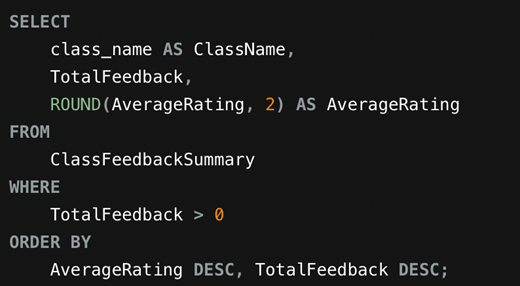 SELECT
    class_name AS ClassName,
    TotalFeedback,
    ROUND(AverageRating, 2) AS AverageRating
FROM
    ClassFeedbackSummary
WHERE
    TotalFeedback > 0
ORDER BY
    AverageRating DESC, TotalFeedback DESC;